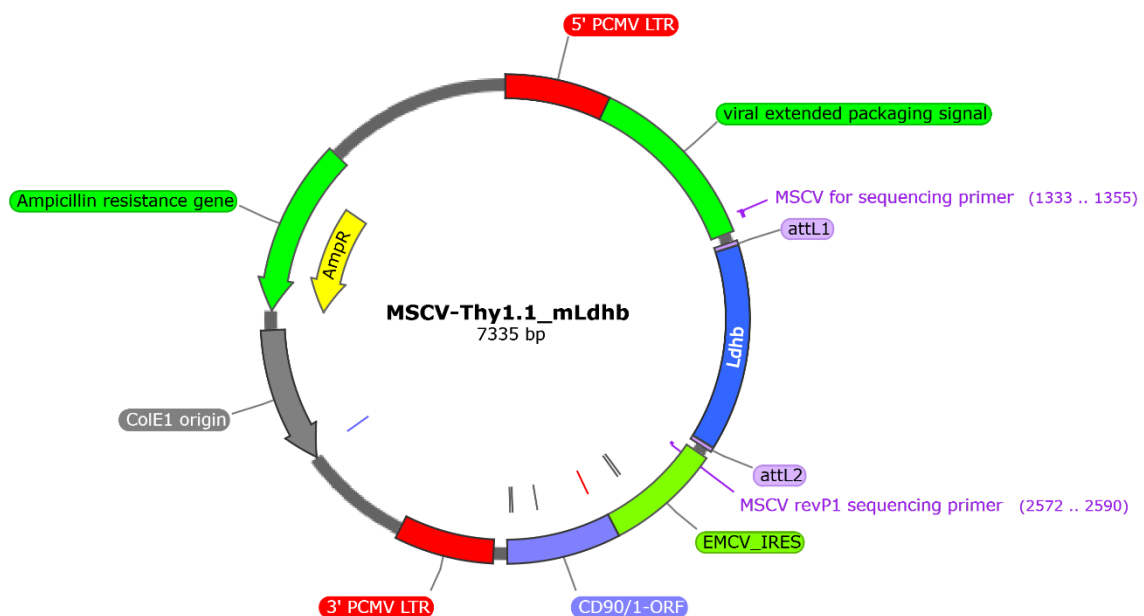 5' PCMV LTR
viral extended packaging signal
MSCV for sequencing primer (1333 .. 1355)
Ampicillin resistance gene
attL1
AmpR
MSCV-Thy1.1_mLdhb
7335 bp
Ldhb
ColE1 origin
attL2
MSCV revP1 sequencing primer (2572 .. 2590)
EMCV_IRES
3' PCMV LTR
CD90/1-ORF